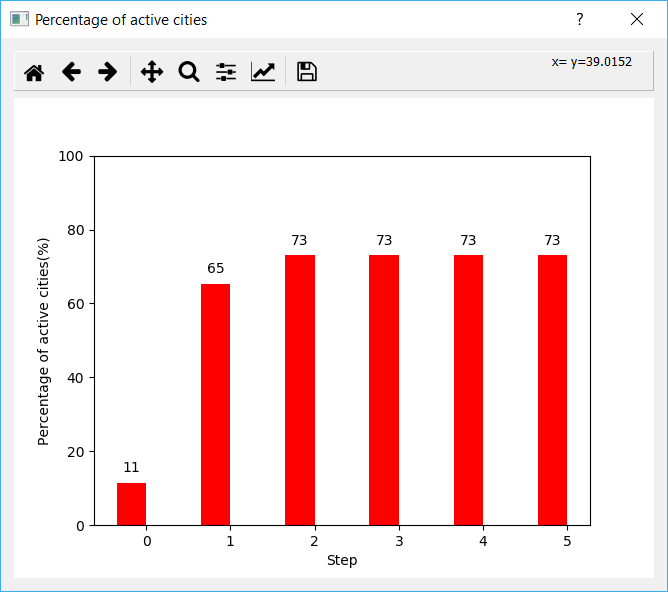 Percentage of active cities
?
x= y=39.0152
100
80
60
40
20
0
Percentage of active cities(%)
11
65
73
73
73
73
0 1 2 3 4 5
Step